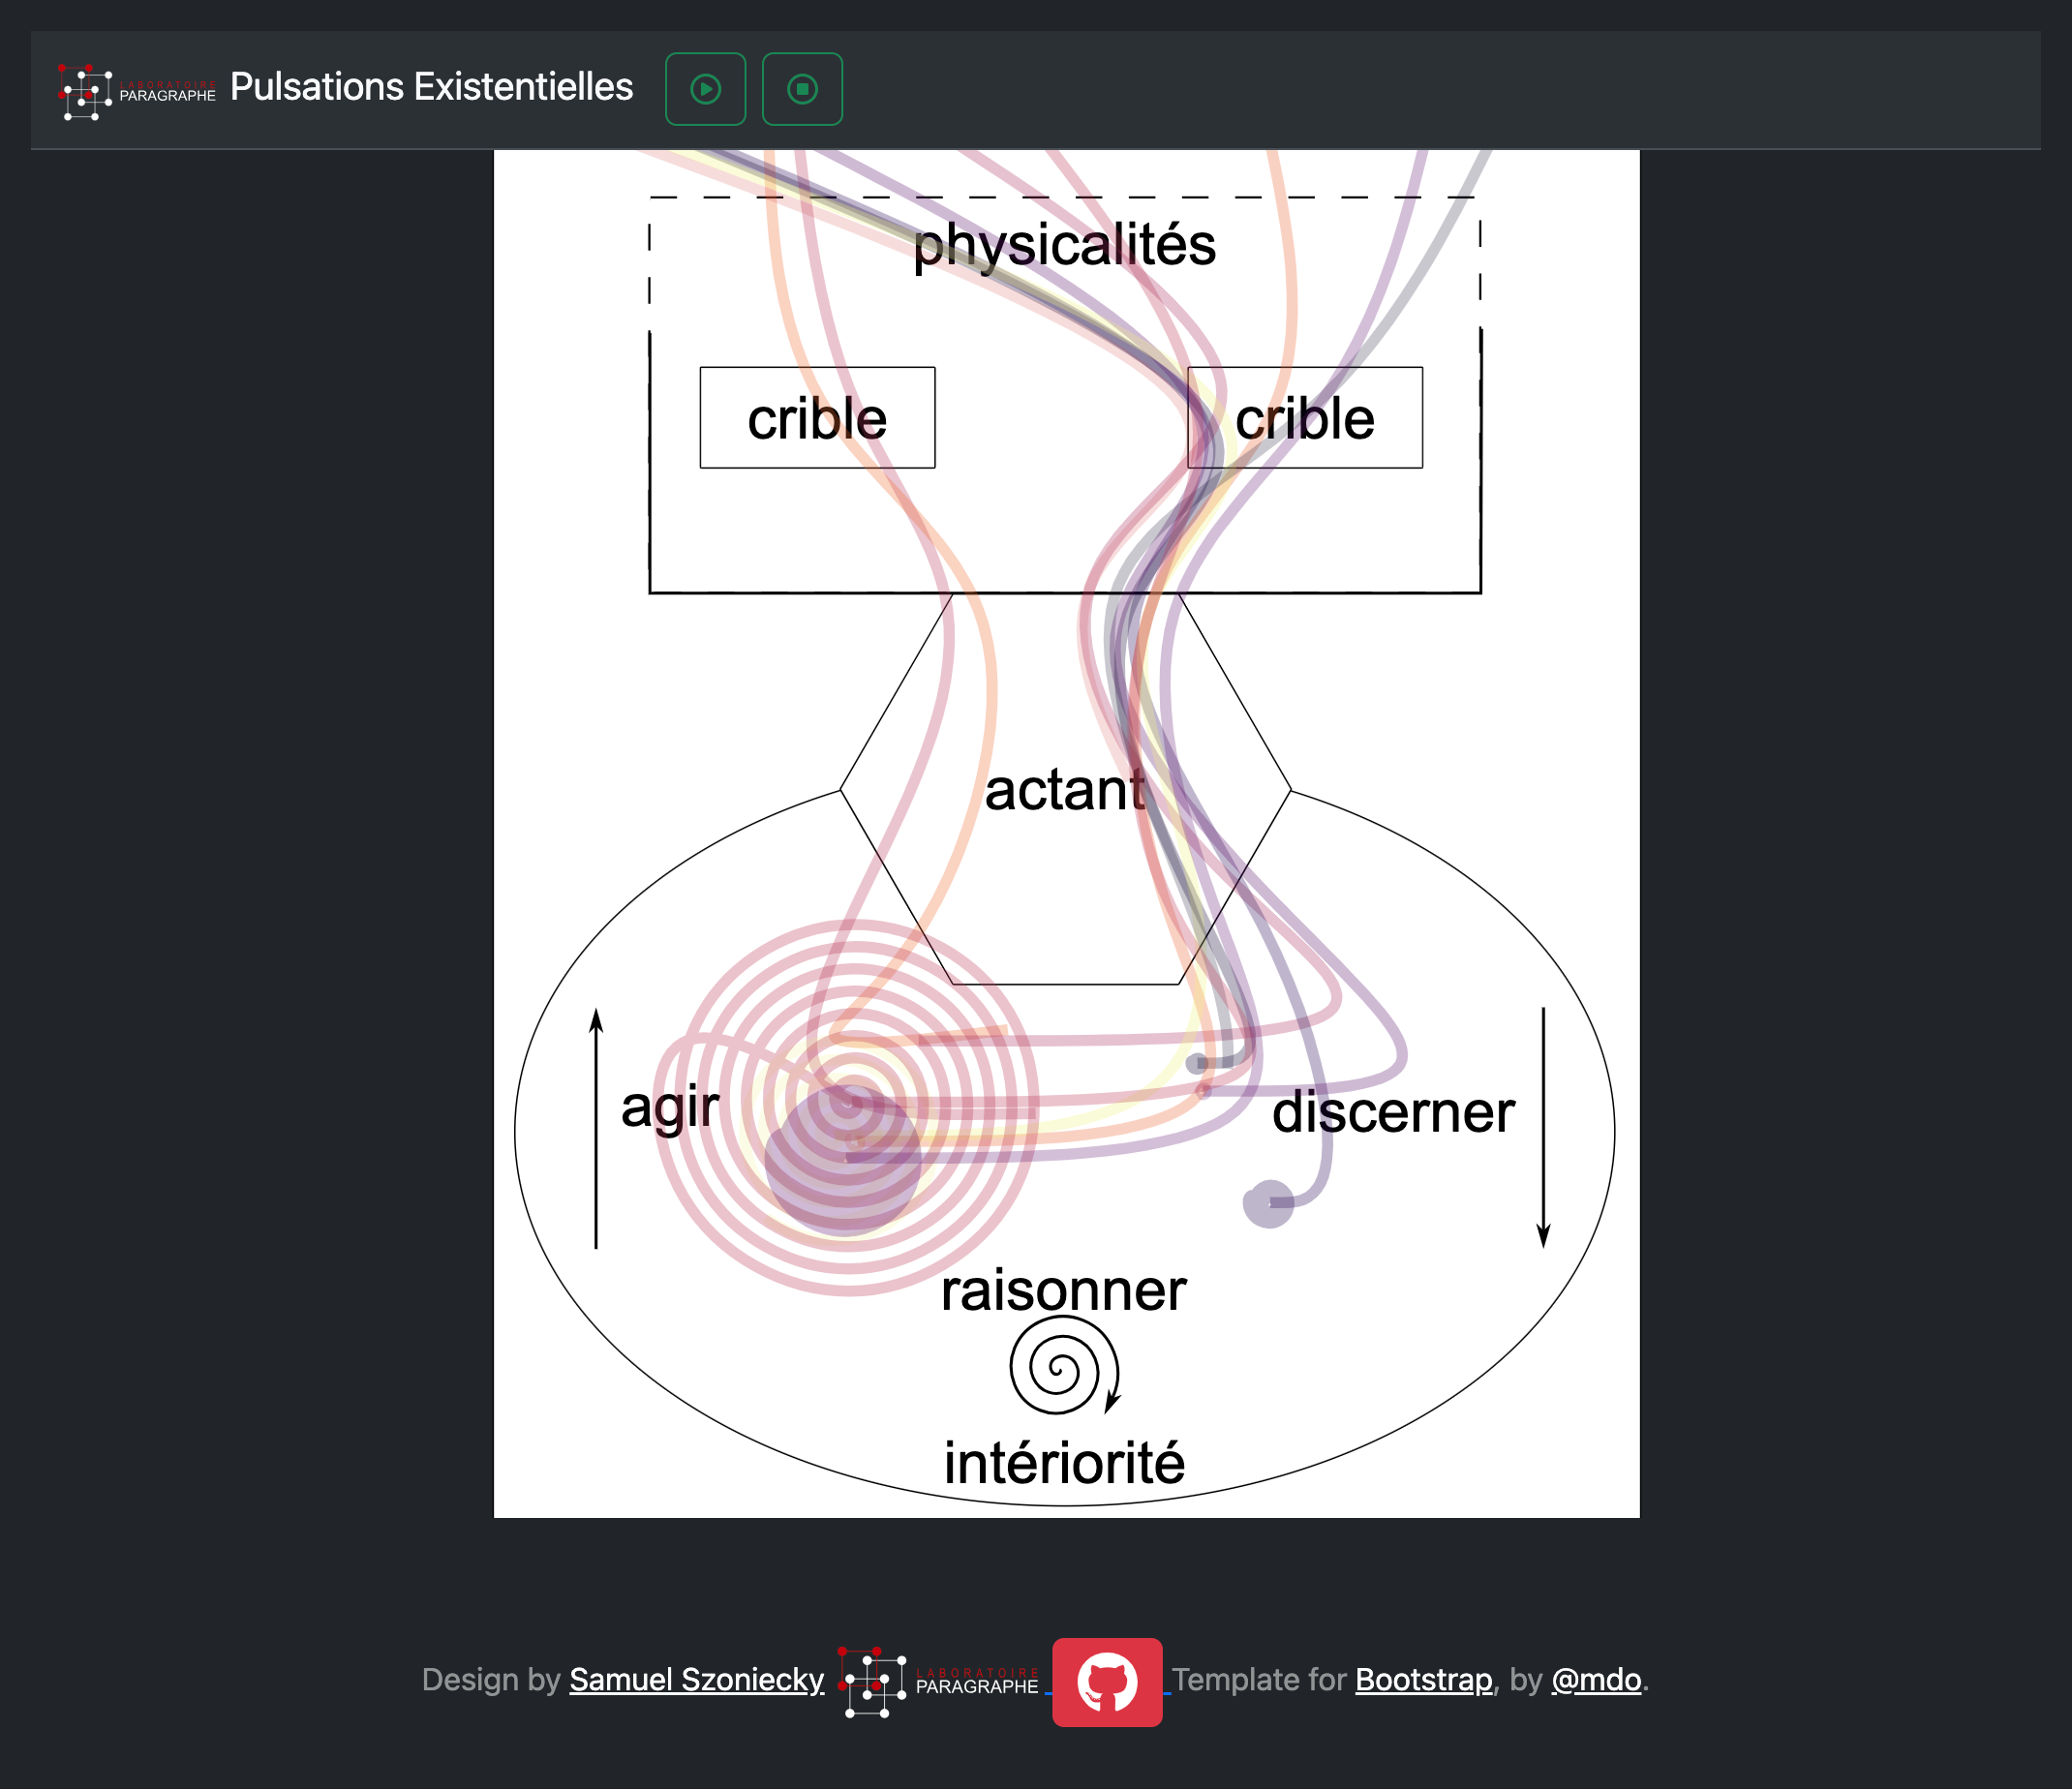 LABORATOIRE
PARAGRAPHE
Pulsations Existentielles
physicalités
crible
crible
actant
agir
discerner
raisonner
intériorité
Design by Samuel Szoniecky
LABORATOIRE
PARAGRAPHE
Template for Bootstrap, by @mdo.